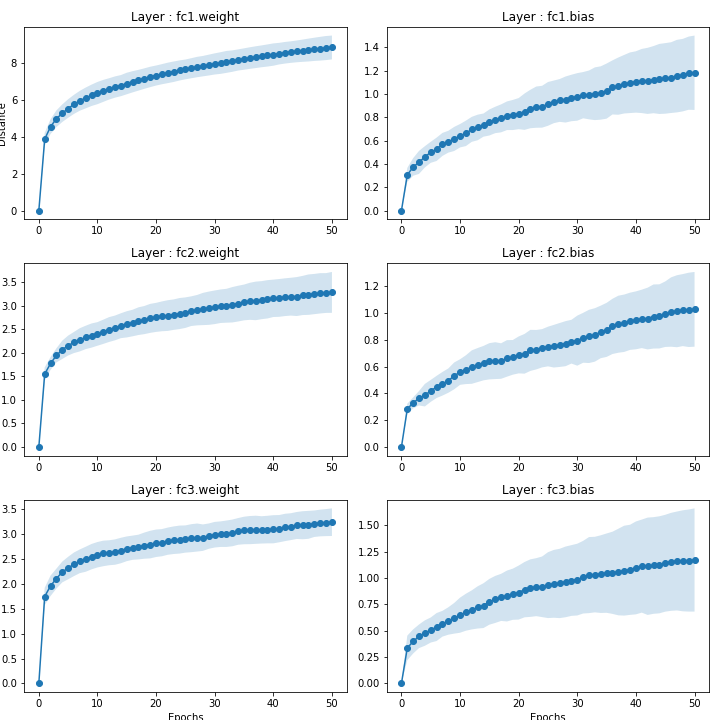 Layer : fc1.weight
Layer : fc1.bias
8
6
4
2
0
Distance
0 10 20 30 40 50
1.4
1.2
1.0
0.8
0.6
0.4
0.2
0.0
0 10 20 30 40 50
Layer : fc2.weight
Layer : fc2.bias
3.5
3.0
2.5
2.0
1.5
1.0
0.5
0.0
0 10 20 30 40 50
1.2
1.0
0.8
0.6
0.4
0.2
0.0
0 10 20 30 40 50
Layer : fc3.weight
Layer : fc3.bias
3.5
3.0
2.5
2.0
1.5
1.0
0.5
0.0
0 10 20 30 40 50
Epochs
1.50
1.25
1.00
0.75
0.50
0.25
0.00
0 10 20 30 40 50
Epochs